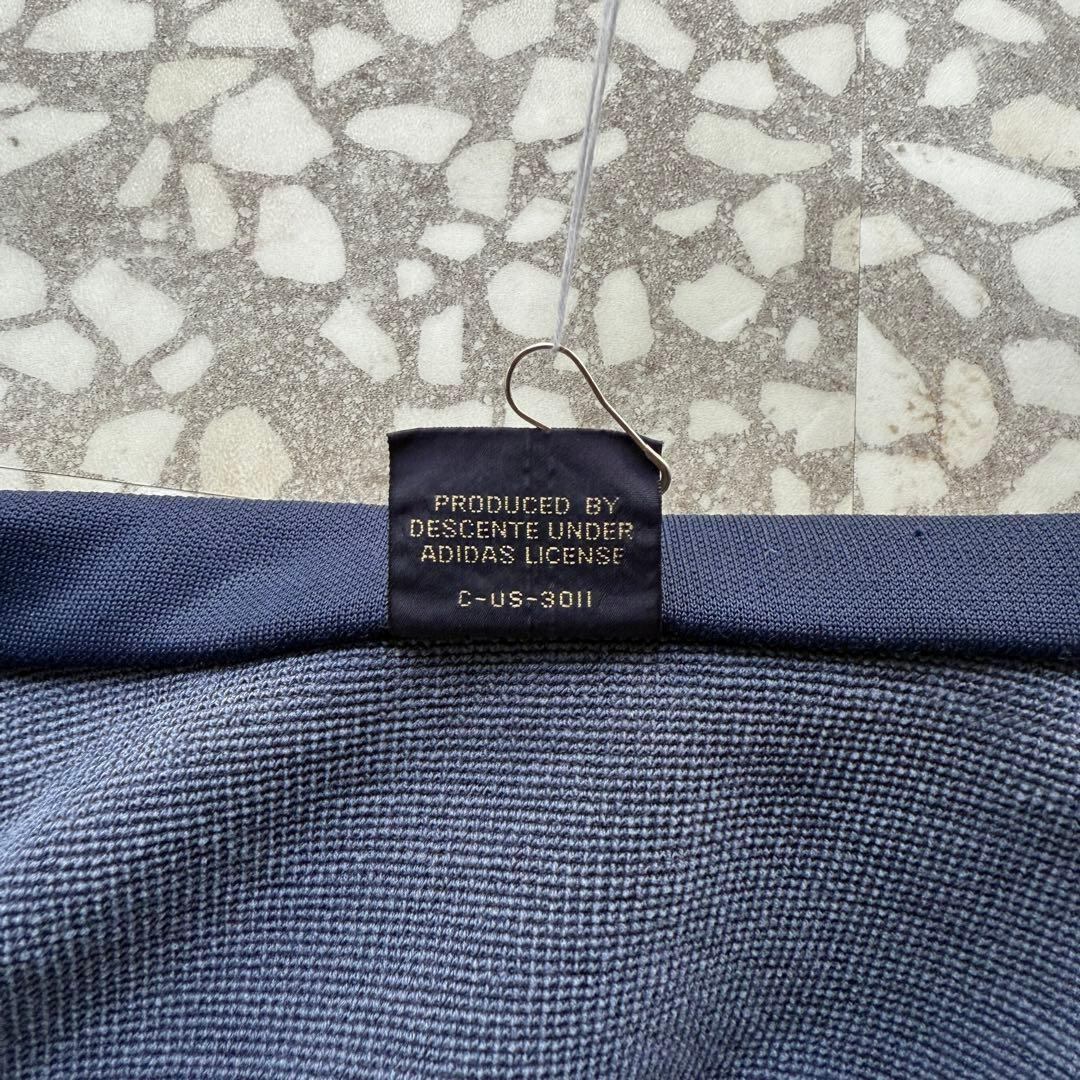 PRODUCED BY
DESCENTE UNDER
ADIDAS LICENSE
C-US-3011